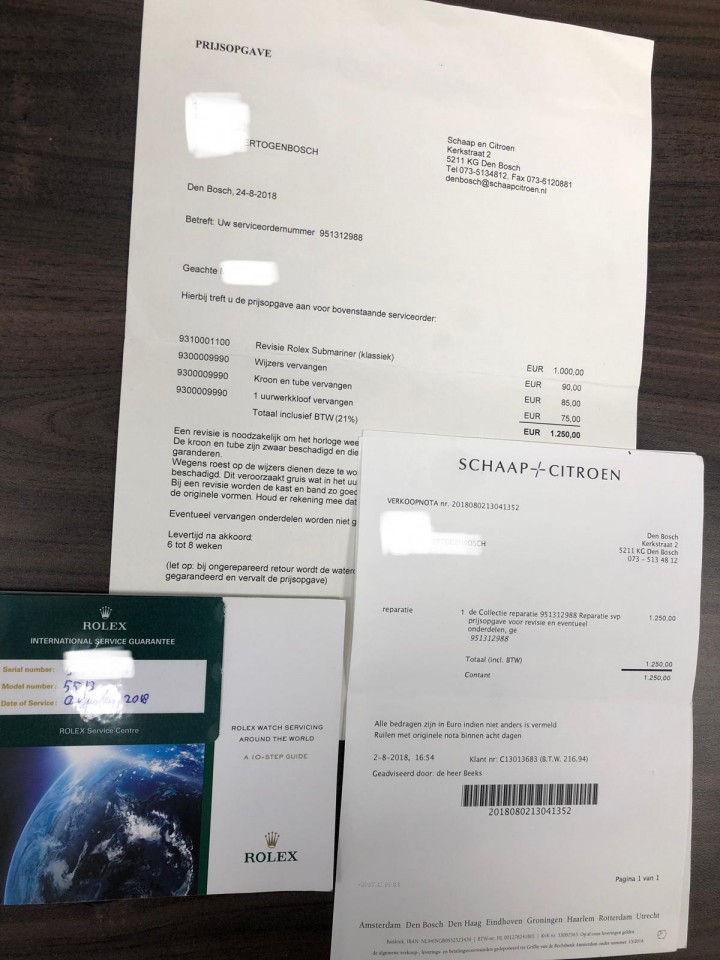 PRIJSOPGAVE
ERTOGENBOSCH
Schaap en Citroen
Kerkstraat 2
5211 KG Den Bosch
Tel 073-5134812, Fax 073-6120881
denbosch@schaapcitroen.nl
Den Bosch, 24-8-2018
Betreft: Uw serviceordernummer 951312988
Geachte
Hierbij treft u de prijsopgave aan voor bovenstaande serviceorder:
9310001100 Revisie Rolex Submariner (klassiek) EUR 1.000,00
9300009990 Wijzers vervangen EUR 90,00
9300009990 Kroon en tube vervangen EUR 85,00
9300009990 1 uurwerkkloof vervangen EUR 75,00
Totaal inclusief BTW (21%) EUR 1.250,00
Een revisie is noodzakelijk om het horloge wee
De kroon en tube zijn zwaar beschadigd en die
garanderen.
Wegens roest op de wijzers dienen deze te wo
beschadigd. Dit veroorzaakt gruis wat in het uu
Bij een revisie worden de kast en band zo goed
de originele vormen. Houd er rekening mee dat
Eventueel vervangen onderdelen worden niet g
Levertijd na akkoord:
6 tot 8 weken
(let op: bij ongerepareerd retour wordt de water
gegarandeerd en vervalt de prijsopgave)
SCHAAP+CITROEN
VERKOOPNOTA nr. 2018080213041352
BOSCH
Den Bosch
Kerkstraat 2
5211 KG Den Bosch
073 - 513 48 12
reparatie 1 de Collectie reparatie 951312988 Reparatie svp 1.250,00
prijsopgave voor revisie en eventueel
onderdelen, ge
951312988
Totaal (incl. BTW) 1.250,00
Contant 1.250,00
Alle bedragen zijn in Euro indien niet anders is vermeld
Ruilen met originele nota binnen acht dagen
2-8-2018, 16:54 Klant nr: C13013683 (B.T.W. 216,94)
Geadviseerd door: de heer Beeks
2018080213041352
Pagina 1 van 1
Amsterdam Den Bosch Den Haag Eindhoven Groningen Haarlem Rotterdam Utrecht
ROLEX
INTERNATIONAL SERVICE GUARANTEE
Serial number:
Model number: 5512
Date of Service: 2018
ROLEX Service Centre
ROLEX WATCH SERVICING
AROUND THE WORLD
A 10-STEP GUIDE
ROLEX